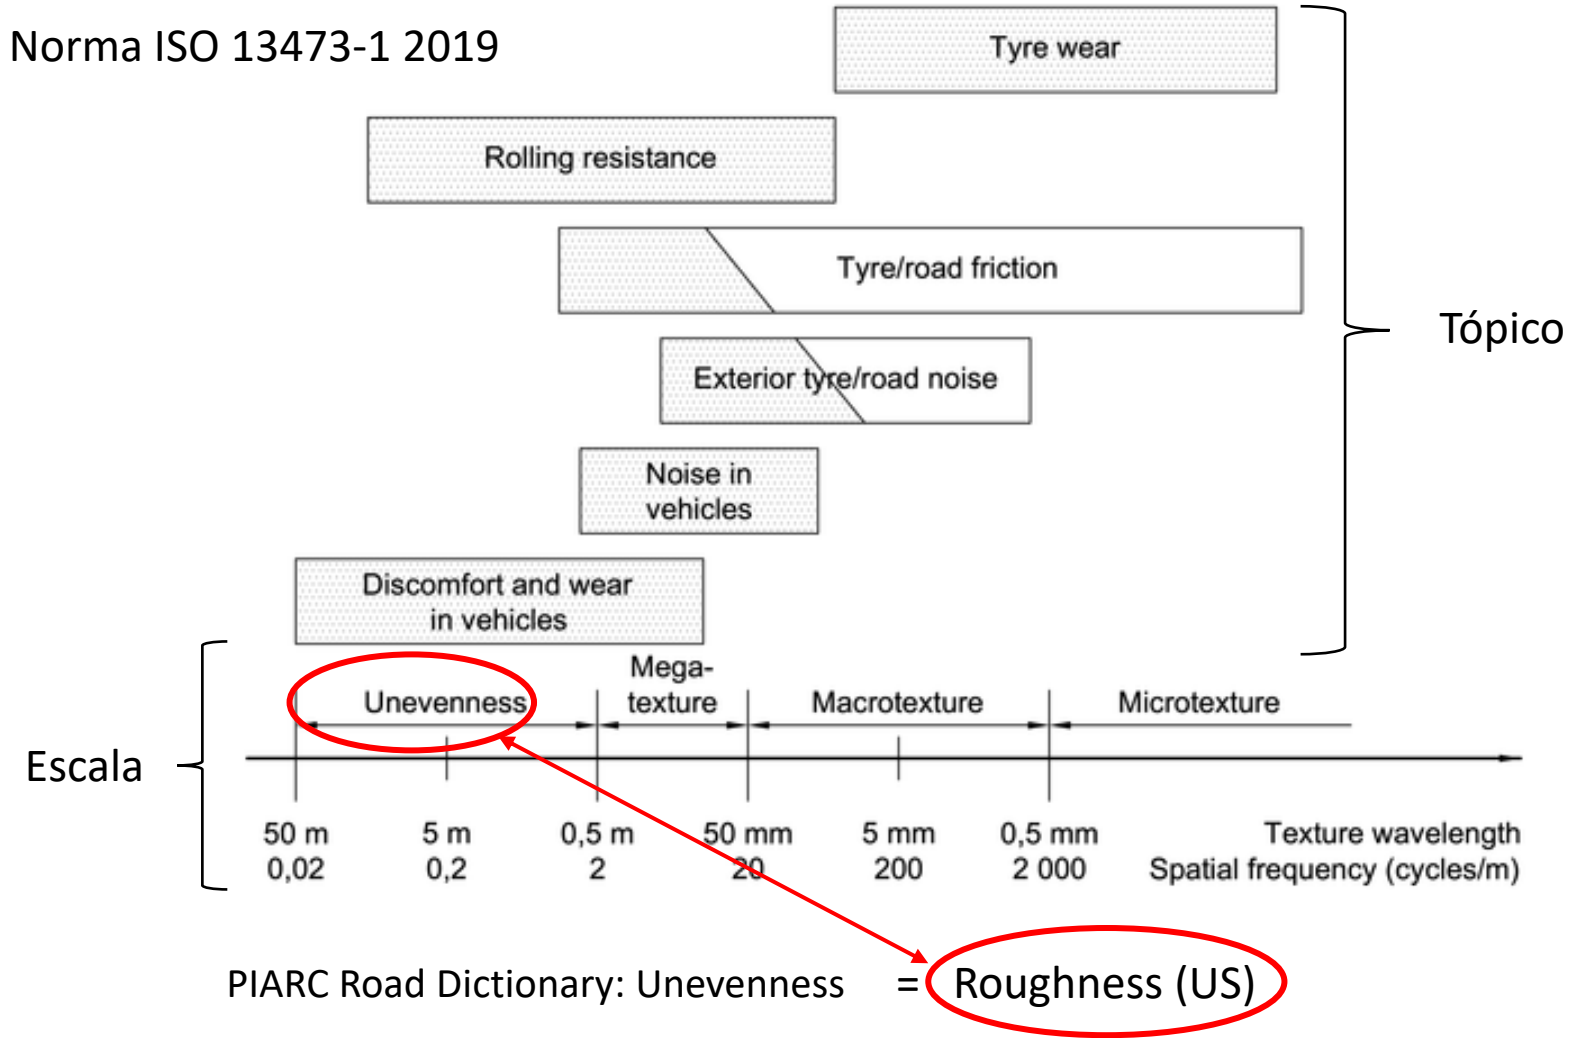 Norma ISO 13473-1 2019
Tyre wear
Rolling resistance
Tyre/road friction
Tópico
Exterior tyre/road noise
Noise in
vehicles
Discomfort and wear
in vehicles
Unevenness
Mega-
texture
Macrotexture
Microtexture
Escala
50 m 5 m 0,5 m 50 mm 5 mm 0,5 mm Texture wavelength
0,02 0,2 2 20 200 2 000 Spatial frequency (cycles/m)
PIARC Road Dictionary: Unevenness = Roughness (US)